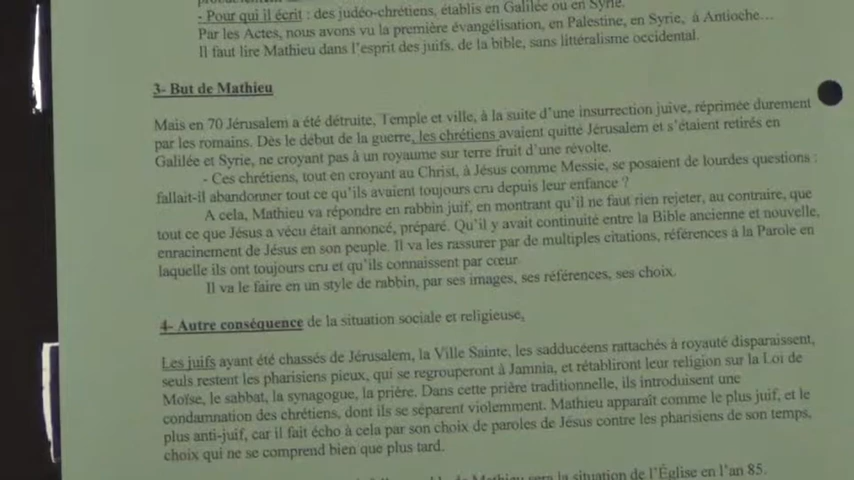 - Pour qui il écrit : des judéo-chrétiens, établis en Galilée ou en Syrie.
Par les Actes, nous avons vu la première évangélisation, en Palestine, en Syrie, à Antioche…
Il faut lire Mathieu dans l'esprit des juifs, de la bible, sans littéralisme occidental.
3- But de Mathieu
Mais en 70 Jérusalem a été détruite, Temple et ville, à la suite d'une insurrection juive, réprimée durement
par les romains. Dès le début de la guerre, les chrétiens avaient quitté Jérusalem et s'étaient retirés en
Galilée et Syrie, ne croyant pas à un royaume sur terre fruit d'une révolte.
- Ces chrétiens, tout en croyant au Christ, à Jésus comme Messie, se posaient de lourdes questions :
fallait-il abandonner tout ce qu'ils avaient toujours cru depuis leur enfance ?
A cela, Mathieu va répondre en rabbin juif, en montrant qu'il ne faut rien rejeter, au contraire, que
tout ce que Jésus a vécu était annoncé, préparé. Qu'il y avait continuité entre la Bible ancienne et nouvelle,
enracinement de Jésus en son peuple. Il va les rassurer par de multiples citations, références à la Parole en
laquelle ils ont toujours cru et qu'ils connaissent par cœur.
Il va le faire en un style de rabbin, par ses images, ses références, ses choix.
4- Autre conséquence de la situation sociale et religieuse,
Les juifs ayant été chassés de Jérusalem, la Ville Sainte, les sadducéens rattachés à royauté disparaissent,
seuls restent les pharisiens pieux, qui se regrouperont à Jamnia, et rétabliront leur religion sur la Loi de
Moïse, le sabbat, la synagogue, la prière. Dans cette prière traditionnelle, ils introduisent une
condamnation des chrétiens, dont ils se séparent violemment. Mathieu apparaît comme le plus juif, et le
plus anti-juif, car il fait écho à cela par son choix de paroles de Jésus contre les pharisiens de son temps,
choix qui ne se comprend bien que plus tard.
de Mathieu sera la situation de l'Église en l'an 85.